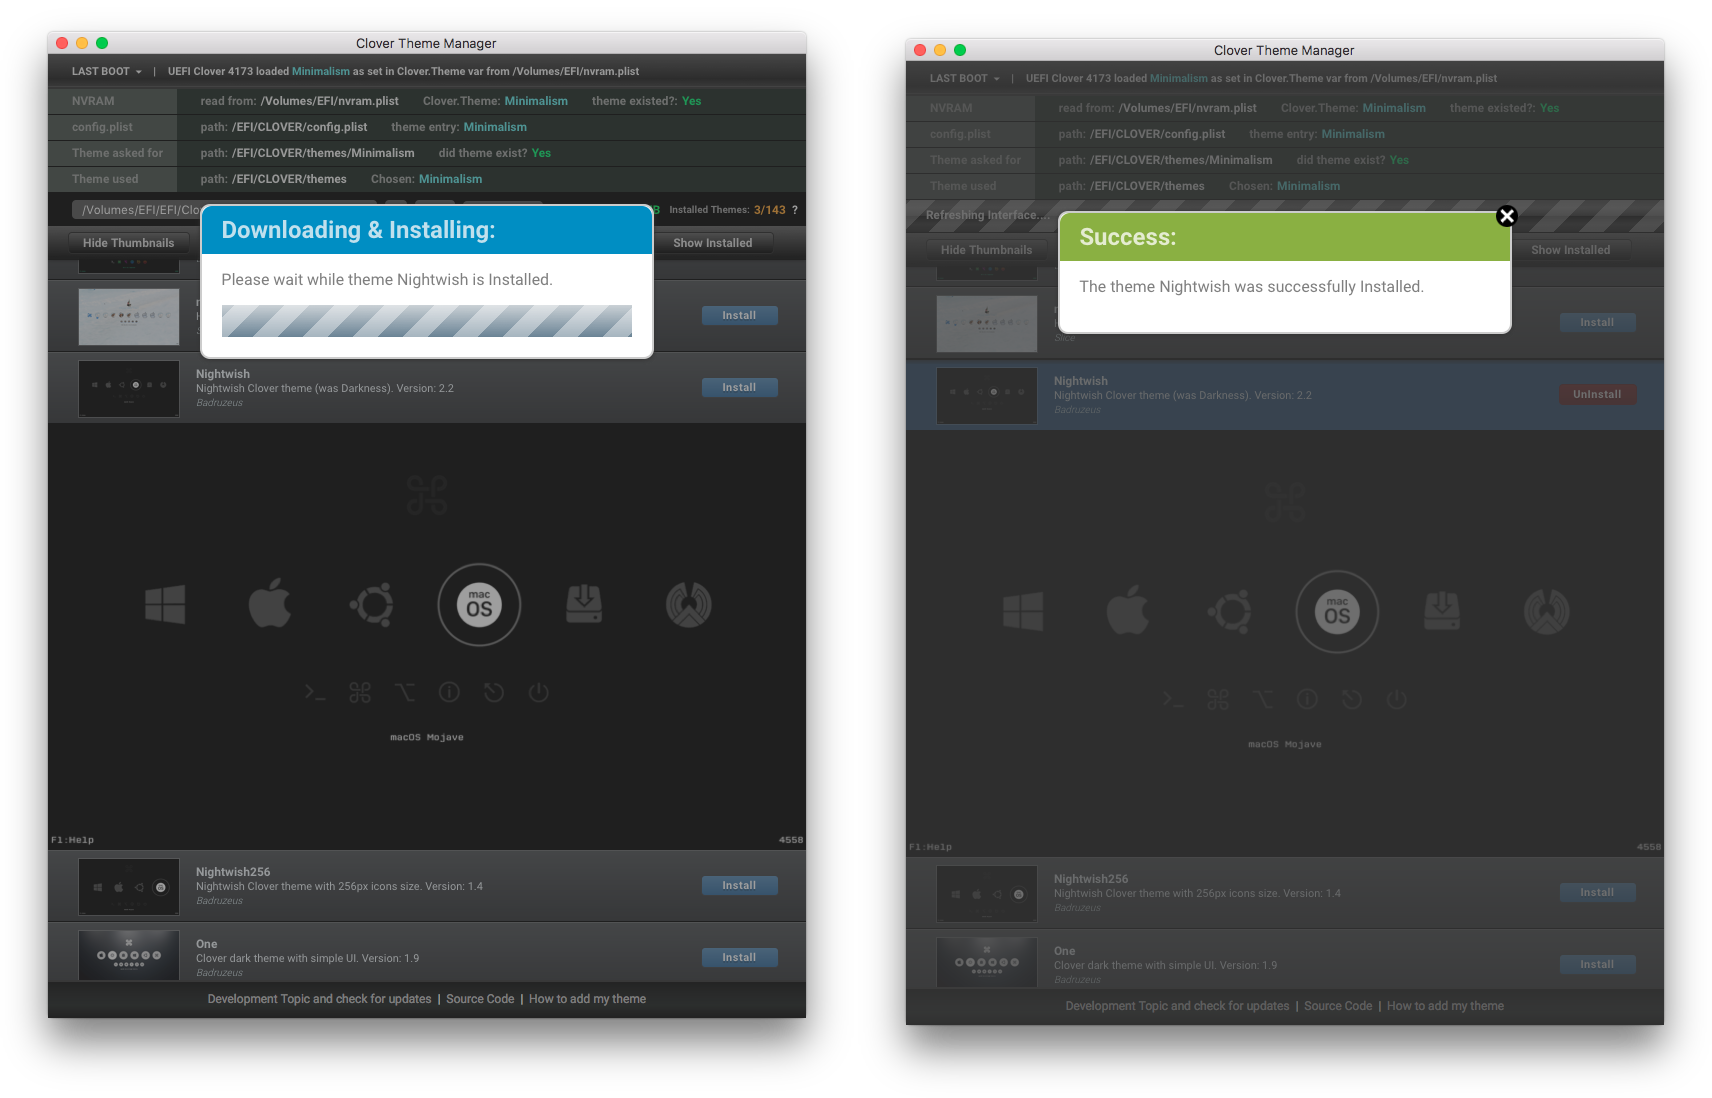 Clover Theme Manager
LAST BOOT | UEFI Clover 4173 loaded Minimalism as set in Clover.Theme var from /Volumes/EFI/nvram.plist
NVRAM read from: /Volumes/EFI/nvram.plist Clover.Theme: Minimalism theme existed?: Yes
config.plist path: /EFI/CLOVER/config.plist theme entry: Minimalism
Theme asked for path: /EFI/CLOVER/themes/Minimalism did theme exist? Yes
Theme used path: /EFI/CLOVER/themes Chosen: Minimalism
/Volumes/EFI/EFI/Clo B Installed Themes: 3/143 ?
Downloading & Installing:
Hide Thumbnails Show Installed
Please wait while theme Nightwish is Installed.
Install
Nightwish
Nightwish Clover theme (was Darkness). Version: 2.2
Badruzeus
Install
mac
OS
macOS Mojave
F1:Help 4558
Nightwish256
Nightwish Clover theme with 256px icons size. Version: 1.4
Badruzeus
Install
One
Clover dark theme with simple UI. Version: 1.9
Badruzeus
Install
Development Topic and check for updates | Source Code | How to add my theme
Clover Theme Manager
LAST BOOT | UEFI Clover 4173 loaded Minimalism as set in Clover.Theme var from /Volumes/EFI/nvram.plist
NVRAM read from: /Volumes/EFI/nvram.plist Clover.Theme: Minimalism theme existed?: Yes
config.plist path: /EFI/CLOVER/config.plist theme entry: Minimalism
Theme asked for path: /EFI/CLOVER/themes/Minimalism did theme exist? Yes
Theme used path: /EFI/CLOVER/themes Chosen: Minimalism
Refreshing Interface....
Success:
Hide Thumbnails Show Installed
The theme Nightwish was successfully Installed.
Install
Slice
Nightwish
Nightwish Clover theme (was Darkness). Version: 2.2
Badruzeus
UnInstall
mac
OS
macOS Mojave
F1:Help 4558
Nightwish256
Nightwish Clover theme with 256px icons size. Version: 1.4
Badruzeus
Install
One
Clover dark theme with simple UI. Version: 1.9
Badruzeus
Install
Development Topic and check for updates | Source Code | How to add my theme